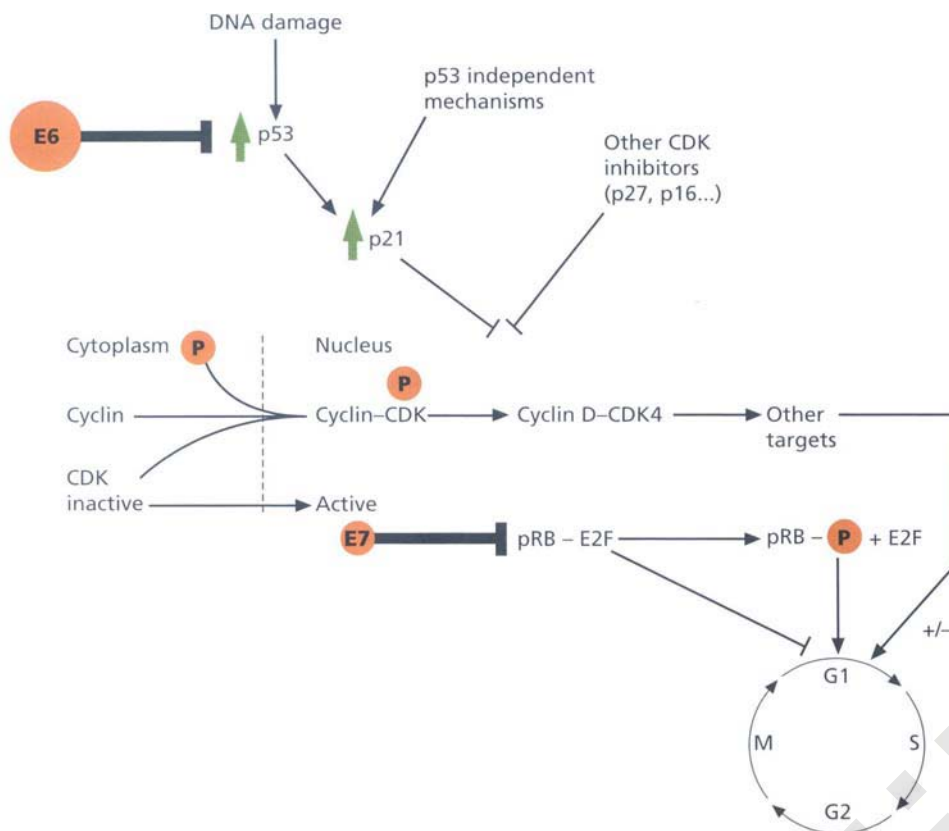 DNA damage
p53 independent
mechanisms
E6
p53
Other CDK
inhibitors
(p27, p16...)
p21
Cytoplasm P
Nucleus
P
Cyclin
Cyclin–CDK
Cyclin D–CDK4
Other
targets
CDK
inactive
Active
E7
pRB – E2F
pRB – P + E2F
+/–
G1
M
S
G2